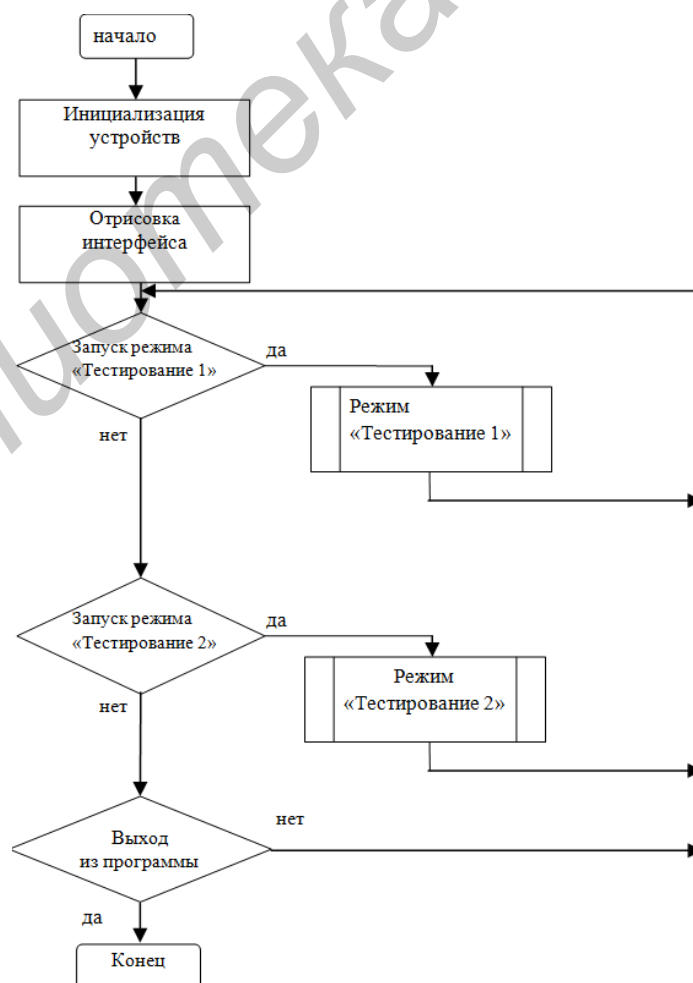 начало
Инициализация
устройств
Отрисовка
интерфейса
Запуск режима
«Тестирование 1»
да
Режим
«Тестирование 1»
нет
Запуск режима
«Тестирование 2»
да
Режим
«Тестирование 2»
нет
Выход
из программы
нет
да
Конец